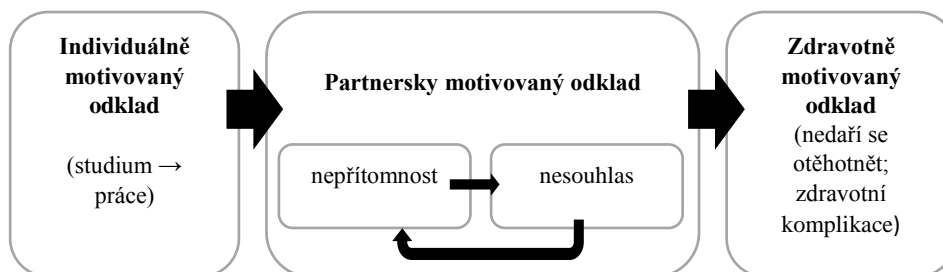 Individuálně
motivovaný
odklad
(studium →
práce)
Partnersky motivovaný odklad
nepřítomnost
nesouhlas
Zdravotně
motivovaný
odklad
(nedaří se
otěhotnět;
zdravotní
komplikace)